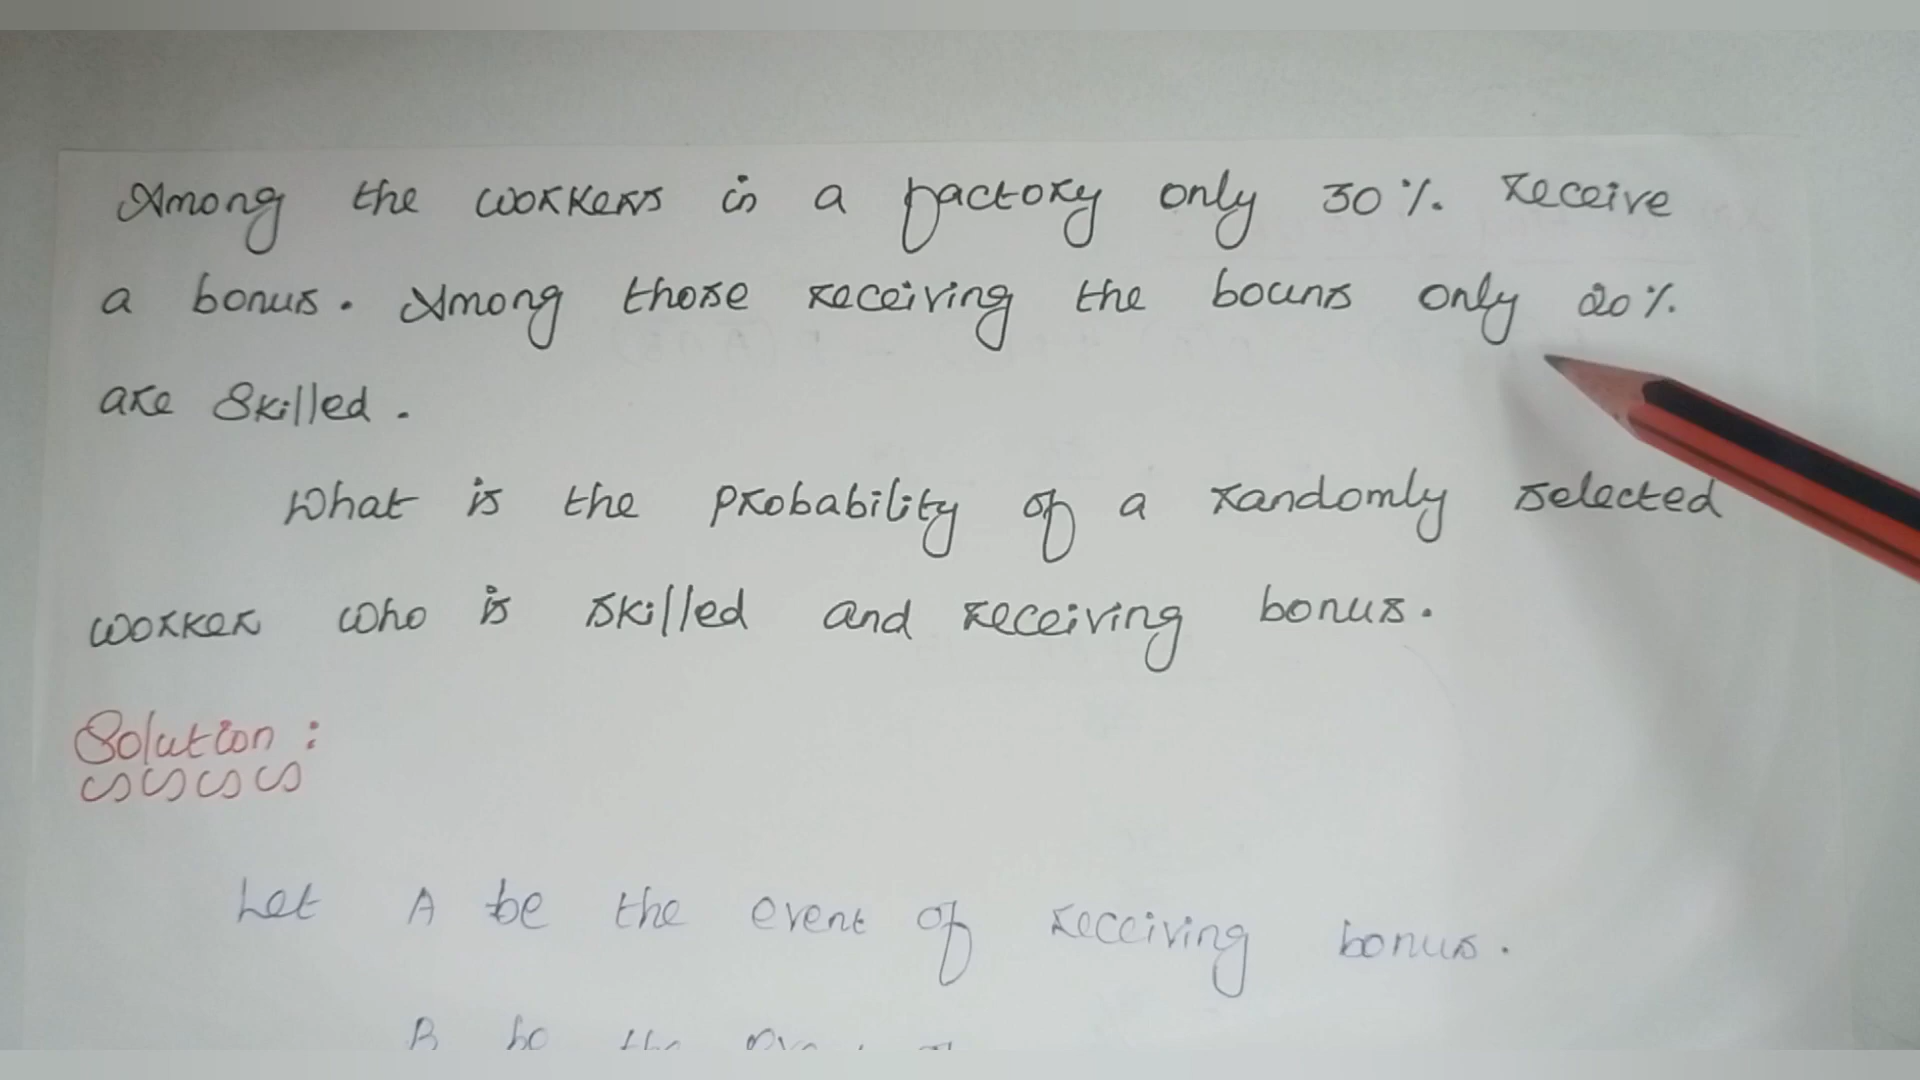 Among the workers in a factory only 30%. receive
a bonus. Among those receiving the bouns only 20%.
are Skilled.
What is the probability of a randomly selected
worker who is skilled and receiving bonus.
Solution :
Let A be the event of receiving bonus.
B be the